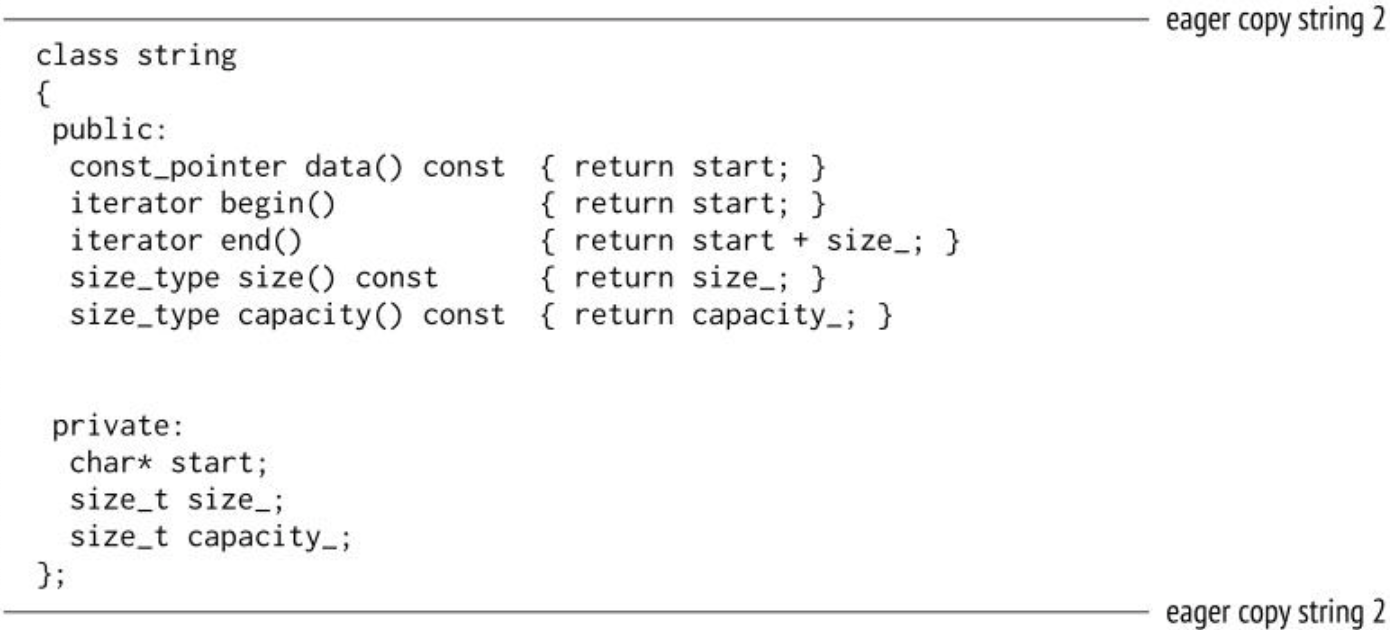 eager copy string 2
class string
{
 public:
  const_pointer data() const  { return start; }
  iterator begin()            { return start; }
  iterator end()              { return start + size_; }
  size_type size() const      { return size_; }
  size_type capacity() const  { return capacity_; }
 private:
  char* start;
  size_t size_;
  size_t capacity_;
};
eager copy string 2